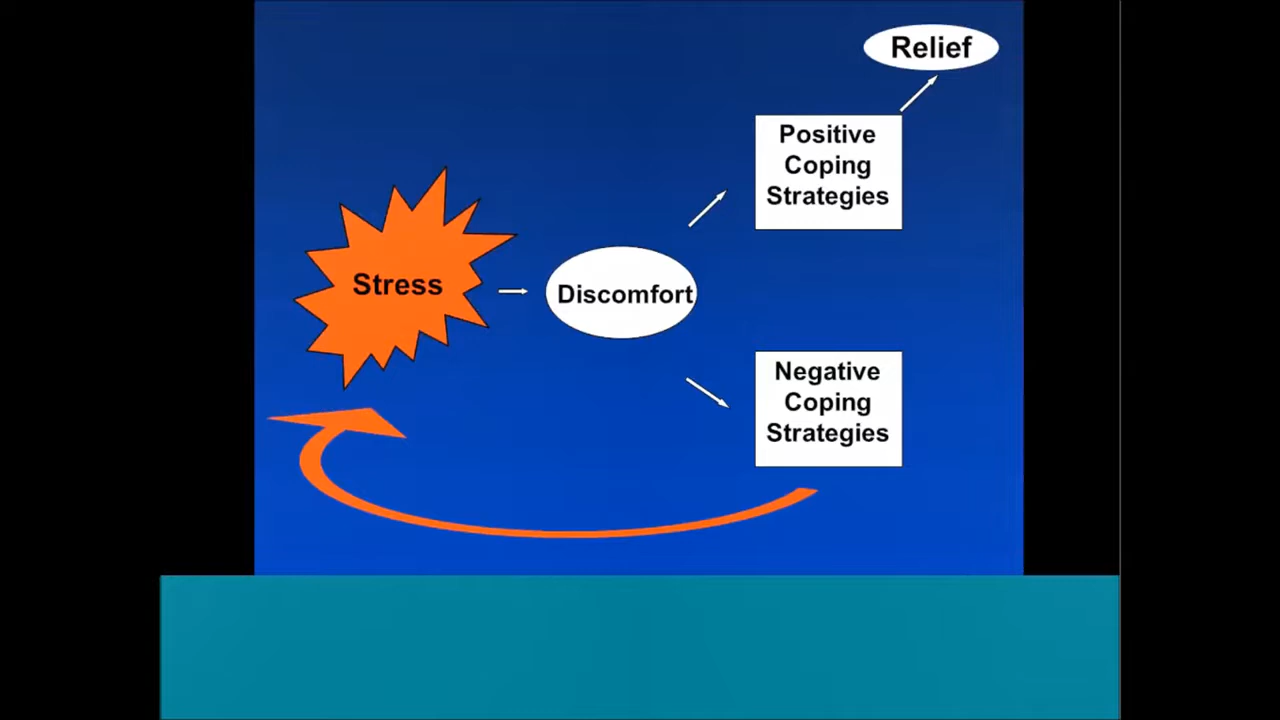 Relief
Positive
Coping
Strategies
Stress
Discomfort
Negative
Coping
Strategies